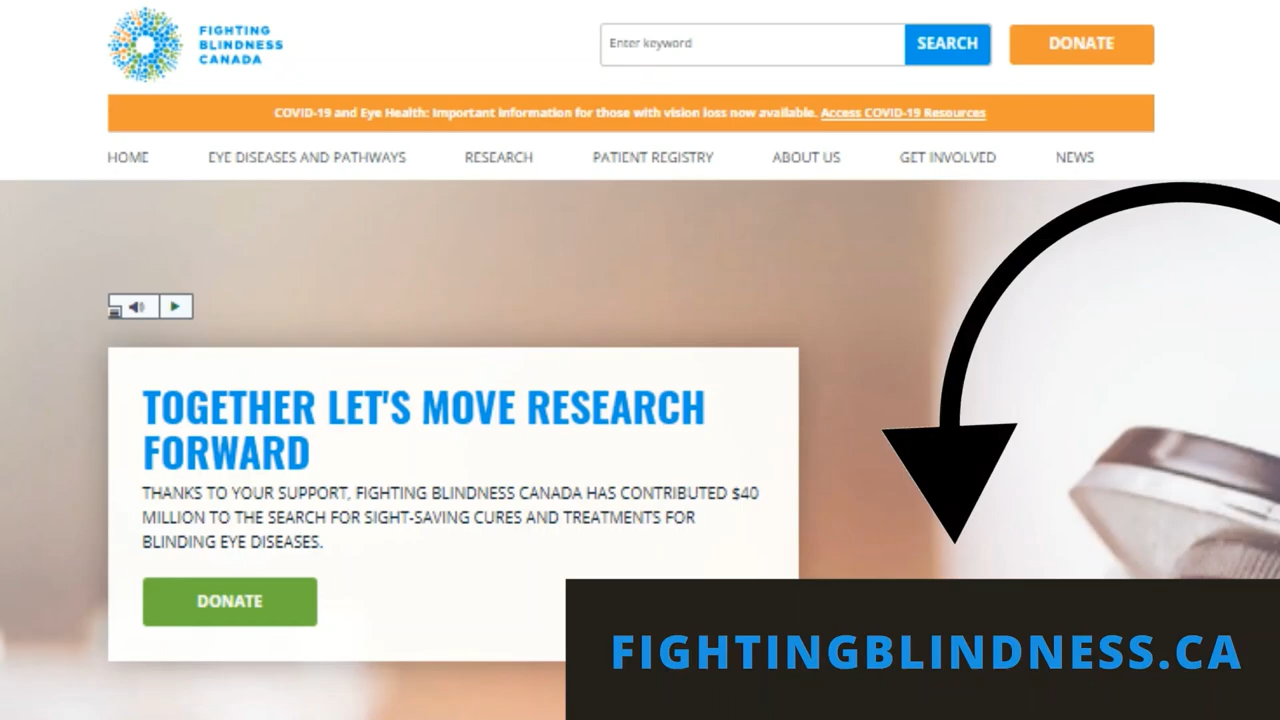 FIGHTING
BLINDNESS
CANADA
Enter keyword
SEARCH
DONATE
COVID-19 and Eye Health: Important information for those with vision loss now available. Access COVID-19 Resources
HOME EYE DISEASES AND PATHWAYS RESEARCH PATIENT REGISTRY ABOUT US GET INVOLVED NEWS
TOGETHER LET'S MOVE RESEARCH
FORWARD
THANKS TO YOUR SUPPORT, FIGHTING BLINDNESS CANADA HAS CONTRIBUTED $40
MILLION TO THE SEARCH FOR SIGHT-SAVING CURES AND TREATMENTS FOR
BLINDING EYE DISEASES.
DONATE
FIGHTINGBLINDNESS.CA